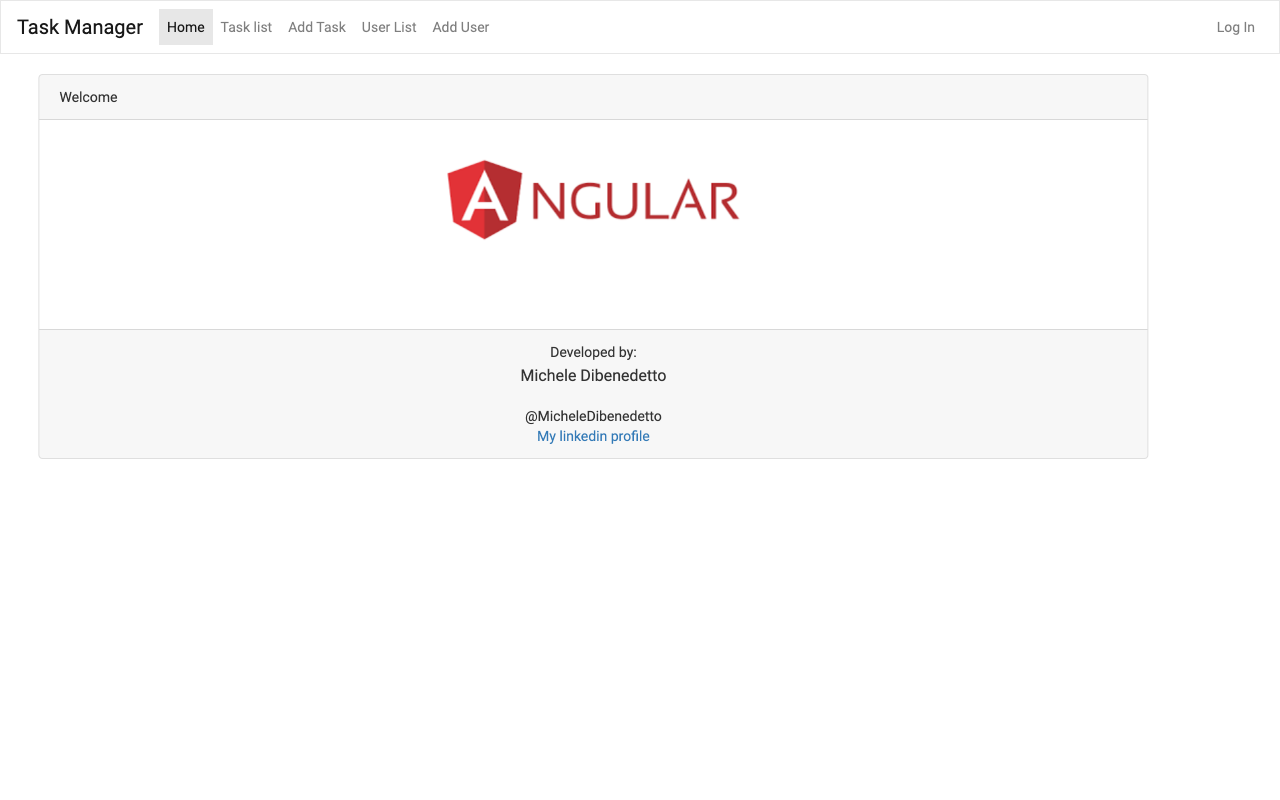 Task Manager Home Task list Add Task User List Add User Log In
Welcome
ANGULAR
Developed by:
Michele Dibenedetto
@MicheleDibenedetto
My linkedin profile